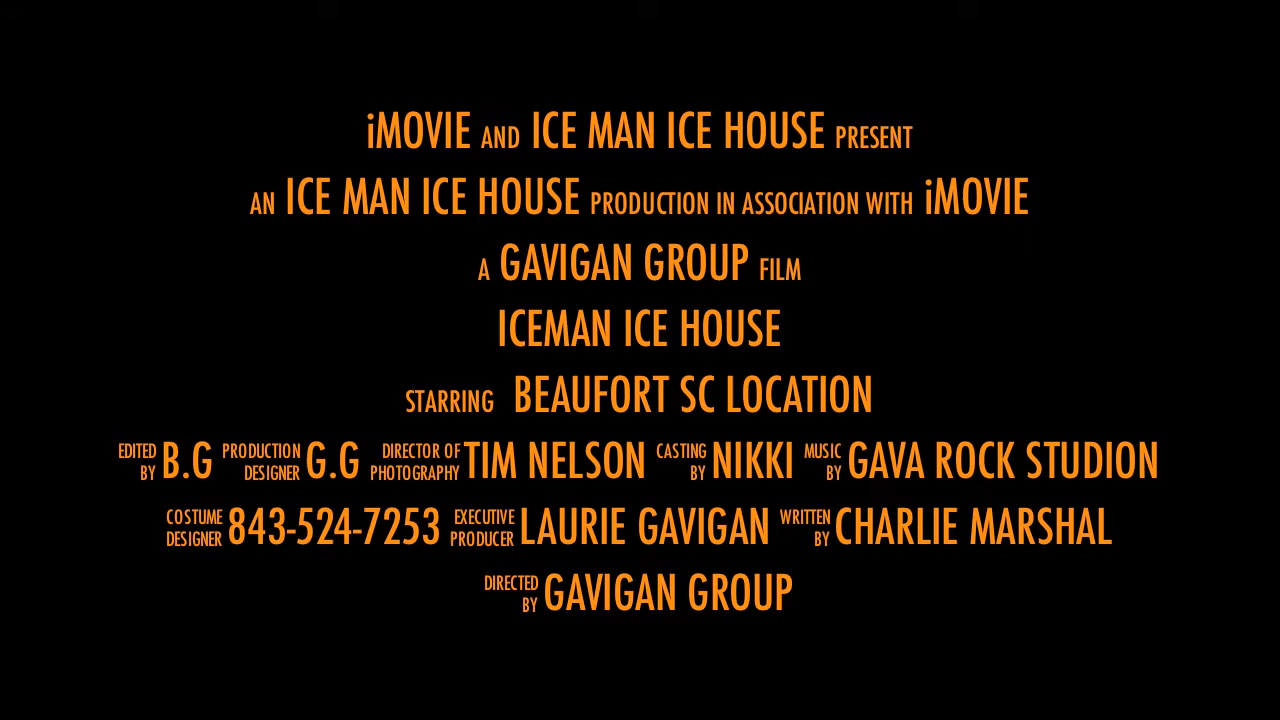 iMOVIE AND ICE MAN ICE HOUSE PRESENT
AN ICE MAN ICE HOUSE PRODUCTION IN ASSOCIATION WITH iMOVIE
A GAVIGAN GROUP FILM
ICEMAN ICE HOUSE
STARRING BEAUFORT SC LOCATION
EDITED BY B.G PRODUCTION DESIGNER G.G DIRECTOR OF PHOTOGRAPHY TIM NELSON CASTING BY NIKKI MUSIC BY GAVA ROCK STUDION
COSTUME DESIGNER 843-524-7253 EXECUTIVE PRODUCER LAURIE GAVIGAN WRITTEN BY CHARLIE MARSHAL
DIRECTED BY GAVIGAN GROUP